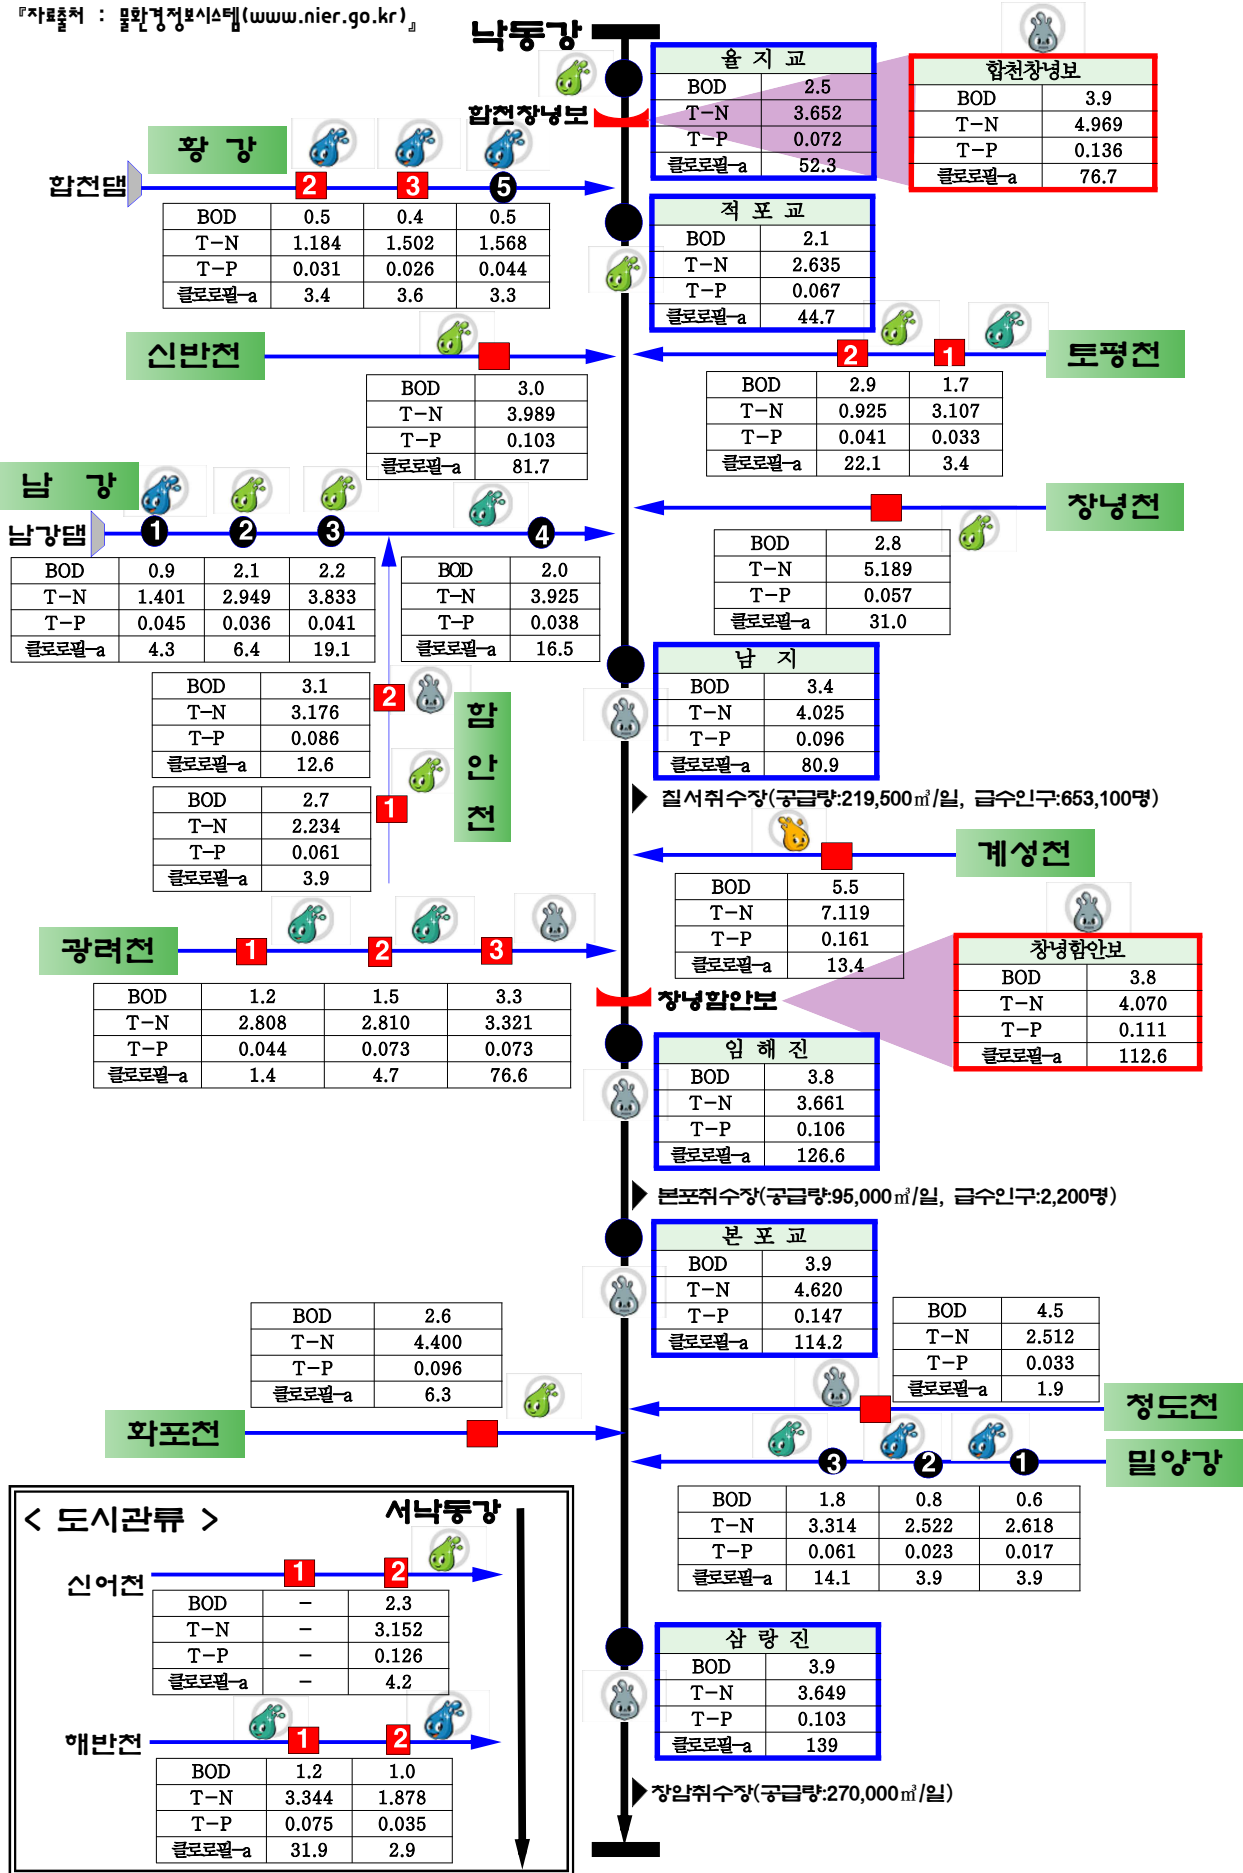 『자료출처 : 물환경정보시스템(www.nier.go.kr)』
낙동강
율 지 교
BOD 2.5
T-N 3.652
T-P 0.072
클로로필-a 52.3
합천창녕보
합천창녕보
BOD 3.9
T-N 4.969
T-P 0.136
클로로필-a 76.7
황 강
합천댐
2 3 5
BOD 0.5 0.4 0.5
T-N 1.184 1.502 1.568
T-P 0.031 0.026 0.044
클로로필-a 3.4 3.6 3.3
적 포 교
BOD 2.1
T-N 2.635
T-P 0.067
클로로필-a 44.7
신반천
BOD 3.0
T-N 3.989
T-P 0.103
클로로필-a 81.7
2 1
토평천
BOD 2.9 1.7
T-N 0.925 3.107
T-P 0.041 0.033
클로로필-a 22.1 3.4
남 강
남강댐
1 2 3 4
BOD 0.9 2.1 2.2
T-N 1.401 2.949 3.833
T-P 0.045 0.036 0.041
클로로필-a 4.3 6.4 19.1
BOD 2.0
T-N 3.925
T-P 0.038
클로로필-a 16.5
창녕천
BOD 2.8
T-N 5.189
T-P 0.057
클로로필-a 31.0
남 지
BOD 3.4
T-N 4.025
T-P 0.096
클로로필-a 80.9
함안천
2
BOD 3.1
T-N 3.176
T-P 0.086
클로로필-a 12.6
1
BOD 2.7
T-N 2.234
T-P 0.061
클로로필-a 3.9
칠서취수장(공급량:219,500㎥/일, 급수인구:653,100명)
계성천
BOD 5.5
T-N 7.119
T-P 0.161
클로로필-a 13.4
광려천
1 2 3
BOD 1.2 1.5 3.3
T-N 2.808 2.810 3.321
T-P 0.044 0.073 0.073
클로로필-a 1.4 4.7 76.6
창녕함안보
창녕함안보
BOD 3.8
T-N 4.070
T-P 0.111
클로로필-a 112.6
임 해 진
BOD 3.8
T-N 3.661
T-P 0.106
클로로필-a 126.6
본포취수장(공급량:95,000㎥/일, 급수인구:2,200명)
본 포 교
BOD 3.9
T-N 4.620
T-P 0.147
클로로필-a 114.2
BOD 2.6
T-N 4.400
T-P 0.096
클로로필-a 6.3
화포천
BOD 4.5
T-N 2.512
T-P 0.033
클로로필-a 1.9
청도천
밀양강
3 2 1
BOD 1.8 0.8 0.6
T-N 3.314 2.522 2.618
T-P 0.061 0.023 0.017
클로로필-a 14.1 3.9 3.9
< 도시관류 >
서낙동강
신어천
1 2
BOD - 2.3
T-N - 3.152
T-P - 0.126
클로로필-a - 4.2
해반천
1 2
BOD 1.2 1.0
T-N 3.344 1.878
T-P 0.075 0.035
클로로필-a 31.9 2.9
삼 랑 진
BOD 3.9
T-N 3.649
T-P 0.103
클로로필-a 139
창암취수장(공급량:270,000㎥/일)